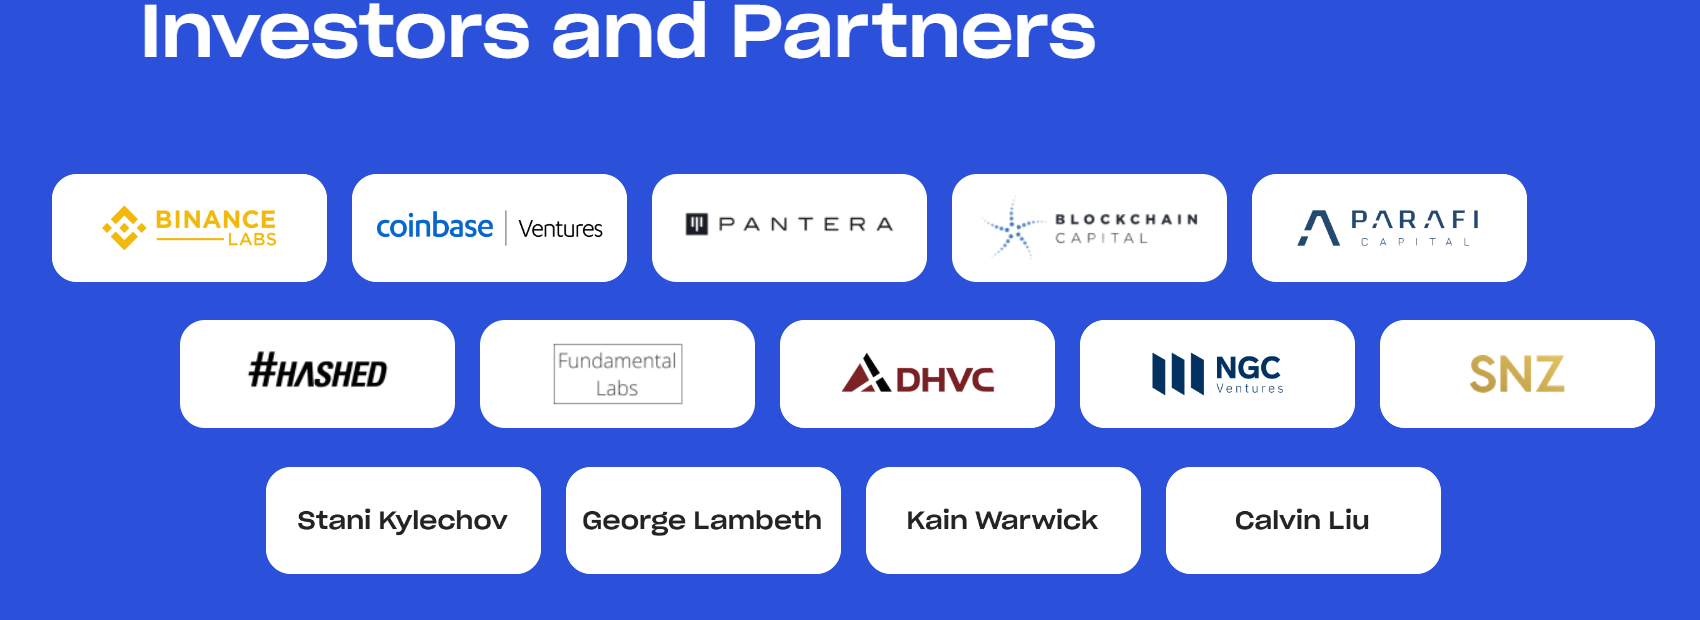 Investors and Partners
BINANCE
LABS
coinbase | Ventures
PANTERA
BLOCKCHAIN
CAPITAL
PARAFI
CAPITAL
#HASHED
Fundamental
Labs
DHVC
NGC
Ventures
SNZ
Stani Kylechov
George Lambeth
Kain Warwick
Calvin Liu